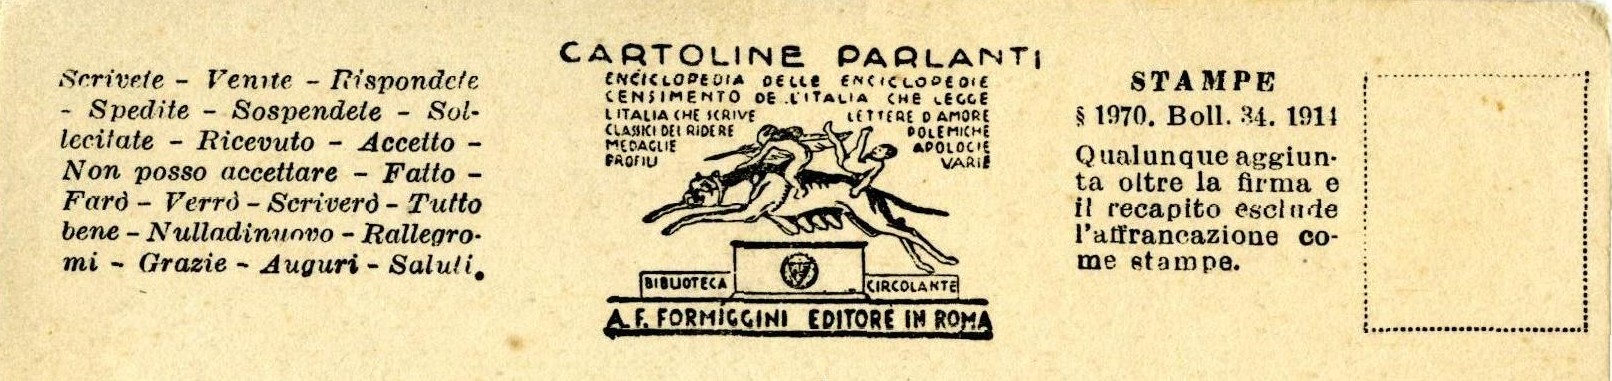 Scrivete - Venite - Rispondete
- Spedite - Sospendete - Sol-
lecitate - Ricevuto - Accetto -
Non posso accettare - Fatto -
Farò - Verrò - Scriverò - Tutto
bene - Nulladinuovo - Rallegro-
mi - Grazie - Auguri - Saluti.
CARTOLINE PARLANTI
ENCICLOPEDIA DELLE ENCICLOPEDIE
CENSIMENTO DE L'ITALIA CHE LEGGE
L'ITALIA CHE SCRIVE LETTERE D'AMORE
CLASSICI DEL RIDERE POLEMICHE
MEDAGLIE APOLOGIE
PROFILI VARIE
BIBLIOTECA CIRCOLANTE
A. F. FORMIGGINI EDITORE IN ROMA
STAMPE
§ 1970. Boll. 34. 1914
Qualunque aggiun-
ta oltre la firma e
il recapito esclude
l'affrancazione co-
me stampe.